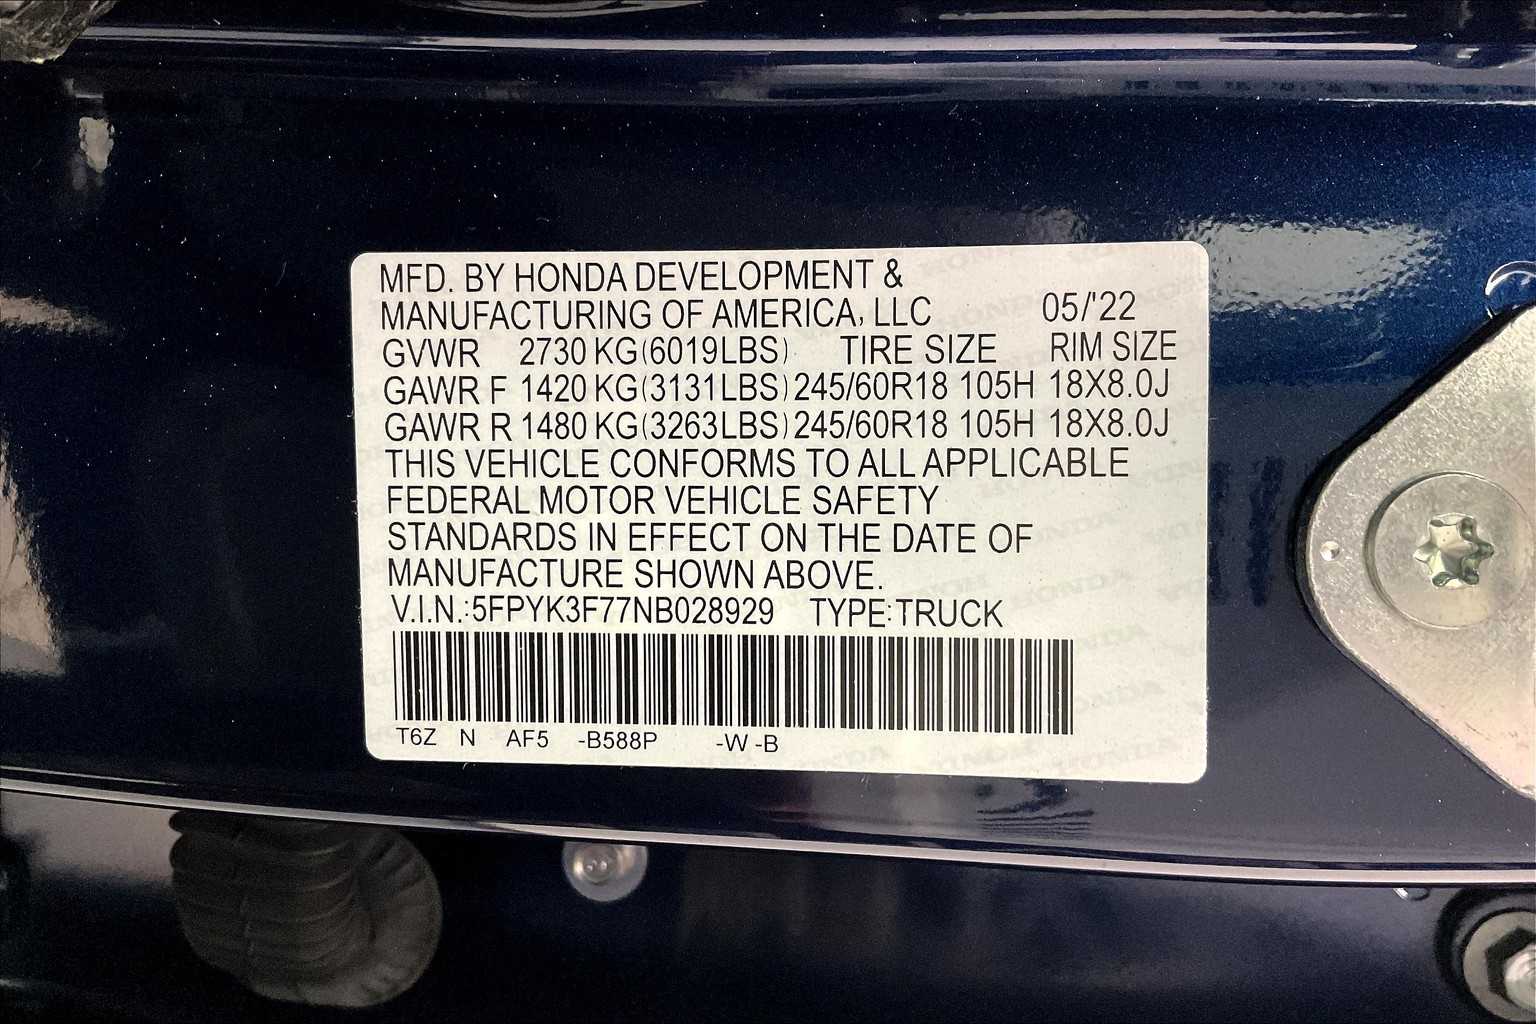 MFD. BY HONDA DEVELOPMENT &
MANUFACTURING OF AMERICA, LLC 05/'22
GVWR 2730 KG(6019LBS) TIRE SIZE RIM SIZE
GAWR F 1420 KG(3131LBS) 245/60R18 105H 18X8.0J
GAWR R 1480 KG(3263LBS) 245/60R18 105H 18X8.0J
THIS VEHICLE CONFORMS TO ALL APPLICABLE
FEDERAL MOTOR VEHICLE SAFETY
STANDARDS IN EFFECT ON THE DATE OF
MANUFACTURE SHOWN ABOVE.
V.I.N.:5FPYK3F77NB028929 TYPE:TRUCK
T6Z N AF5 -B588P -W -B